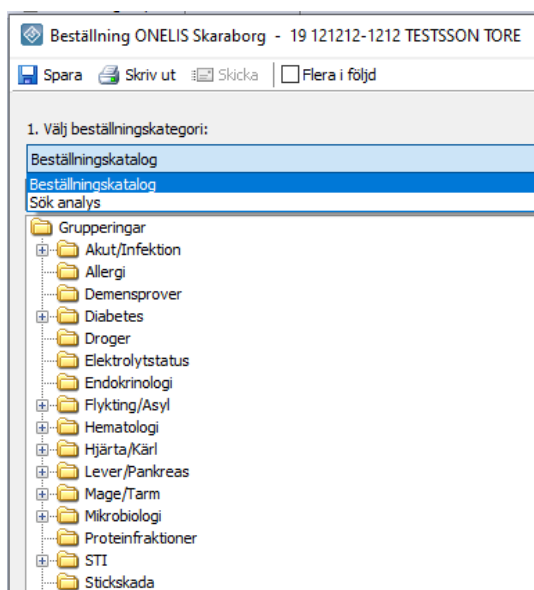 Beställning ONELIS Skaraborg - 19 121212-1212 TESTSSON TORE
Spara Skriv ut Skicka Flera i följd
1. Välj beställningskategori:
Beställningskatalog
Beställningskatalog
Sök analys
Grupperingar
Akut/Infektion
Allergi
Demensprover
Diabetes
Droger
Elektrolytstatus
Endokrinologi
Flykting/Asyl
Hematologi
Hjärta/Kärl
Lever/Pankreas
Mage/Tarm
Mikrobiologi
Proteinfraktioner
STI
Stickskada